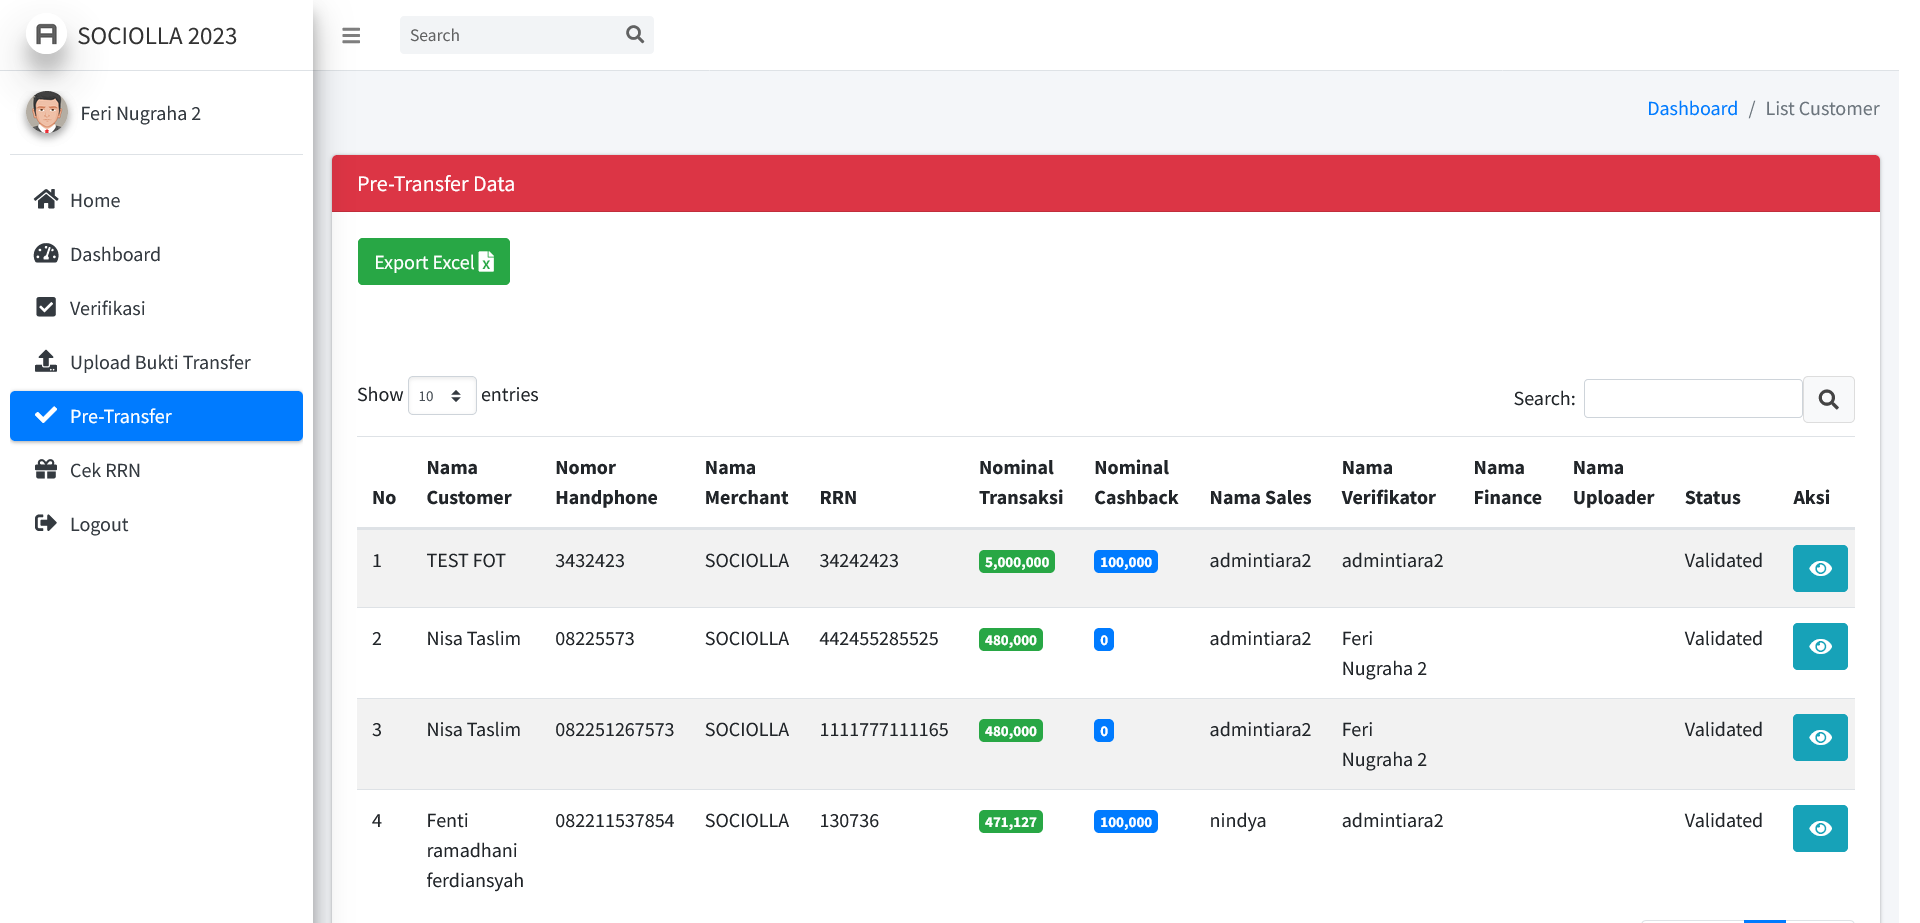 SOCIOLLA 2023
Search
Feri Nugraha 2
Dashboard / List Customer
Home
Dashboard
Verifikasi
Upload Bukti Transfer
Pre-Transfer
Cek RRN
Logout
Pre-Transfer Data
Export Excel
Show 10 entries
Search:
No Nama Customer Nomor Handphone Nama Merchant RRN Nominal Transaksi Nominal Cashback Nama Sales Nama Verifikator Nama Finance Nama Uploader Status Aksi
1 TEST FOT 3432423 SOCIOLLA 34242423 5,000,000 100,000 admintiara2 admintiara2 Validated
2 Nisa Taslim 08225573 SOCIOLLA 442455285525 480,000 0 admintiara2 Feri Nugraha 2 Validated
3 Nisa Taslim 082251267573 SOCIOLLA 1111777111165 480,000 0 admintiara2 Feri Nugraha 2 Validated
4 Fenti ramadhani ferdiansyah 082211537854 SOCIOLLA 130736 471,127 100,000 nindya admintiara2 Validated